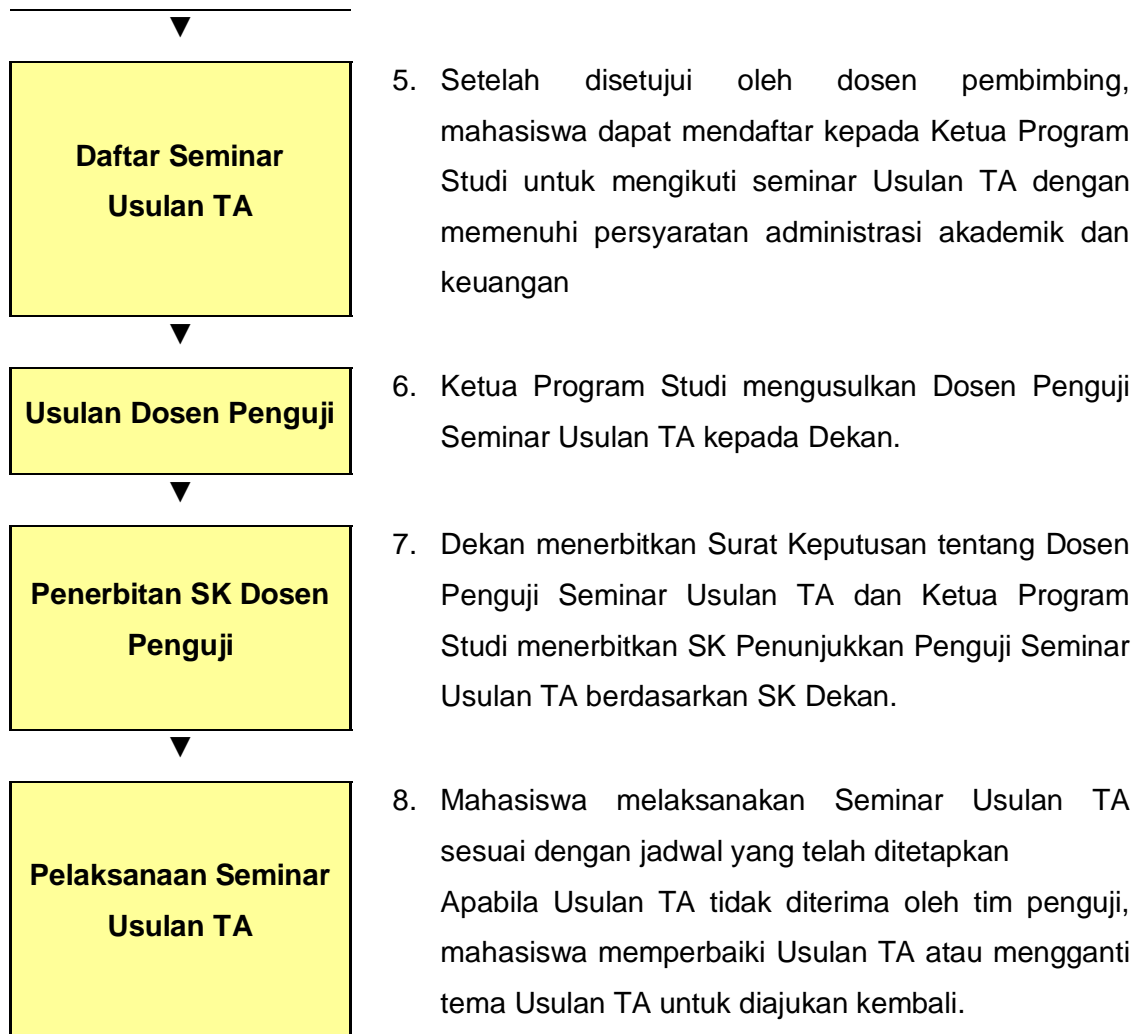 ▼
Daftar Seminar
Usulan TA
5. Setelah disetujui oleh dosen pembimbing,
mahasiswa dapat mendaftar kepada Ketua Program
Studi untuk mengikuti seminar Usulan TA dengan
memenuhi persyaratan administrasi akademik dan
keuangan
▼
Usulan Dosen Penguji
6. Ketua Program Studi mengusulkan Dosen Penguji
Seminar Usulan TA kepada Dekan.
▼
Penerbitan SK Dosen
Penguji
7. Dekan menerbitkan Surat Keputusan tentang Dosen
Penguji Seminar Usulan TA dan Ketua Program
Studi menerbitkan SK Penunjukkan Penguji Seminar
Usulan TA berdasarkan SK Dekan.
▼
Pelaksanaan Seminar
Usulan TA
8. Mahasiswa melaksanakan Seminar Usulan TA
sesuai dengan jadwal yang telah ditetapkan
Apabila Usulan TA tidak diterima oleh tim penguji,
mahasiswa memperbaiki Usulan TA atau mengganti
tema Usulan TA untuk diajukan kembali.